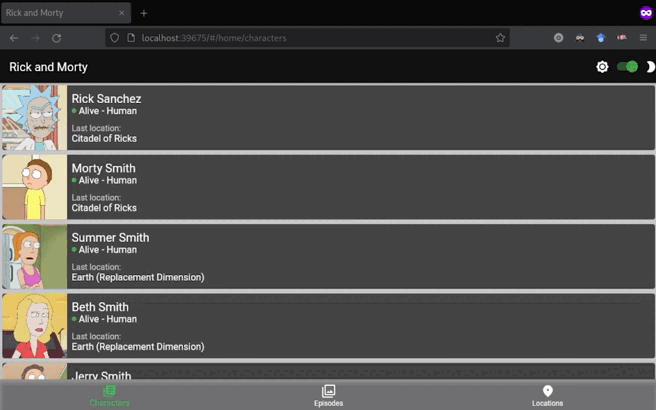 Rick and Morty
localhost:39675/#/home/characters
Rick and Morty
Rick Sanchez
Alive - Human
Last location:
Citadel of Ricks
Morty Smith
Alive - Human
Last location:
Citadel of Ricks
Summer Smith
Alive - Human
Last location:
Earth (Replacement Dimension)
Beth Smith
Alive - Human
Last location:
Earth (Replacement Dimension)
Jerry Smith
Characters
Episodes
Locations